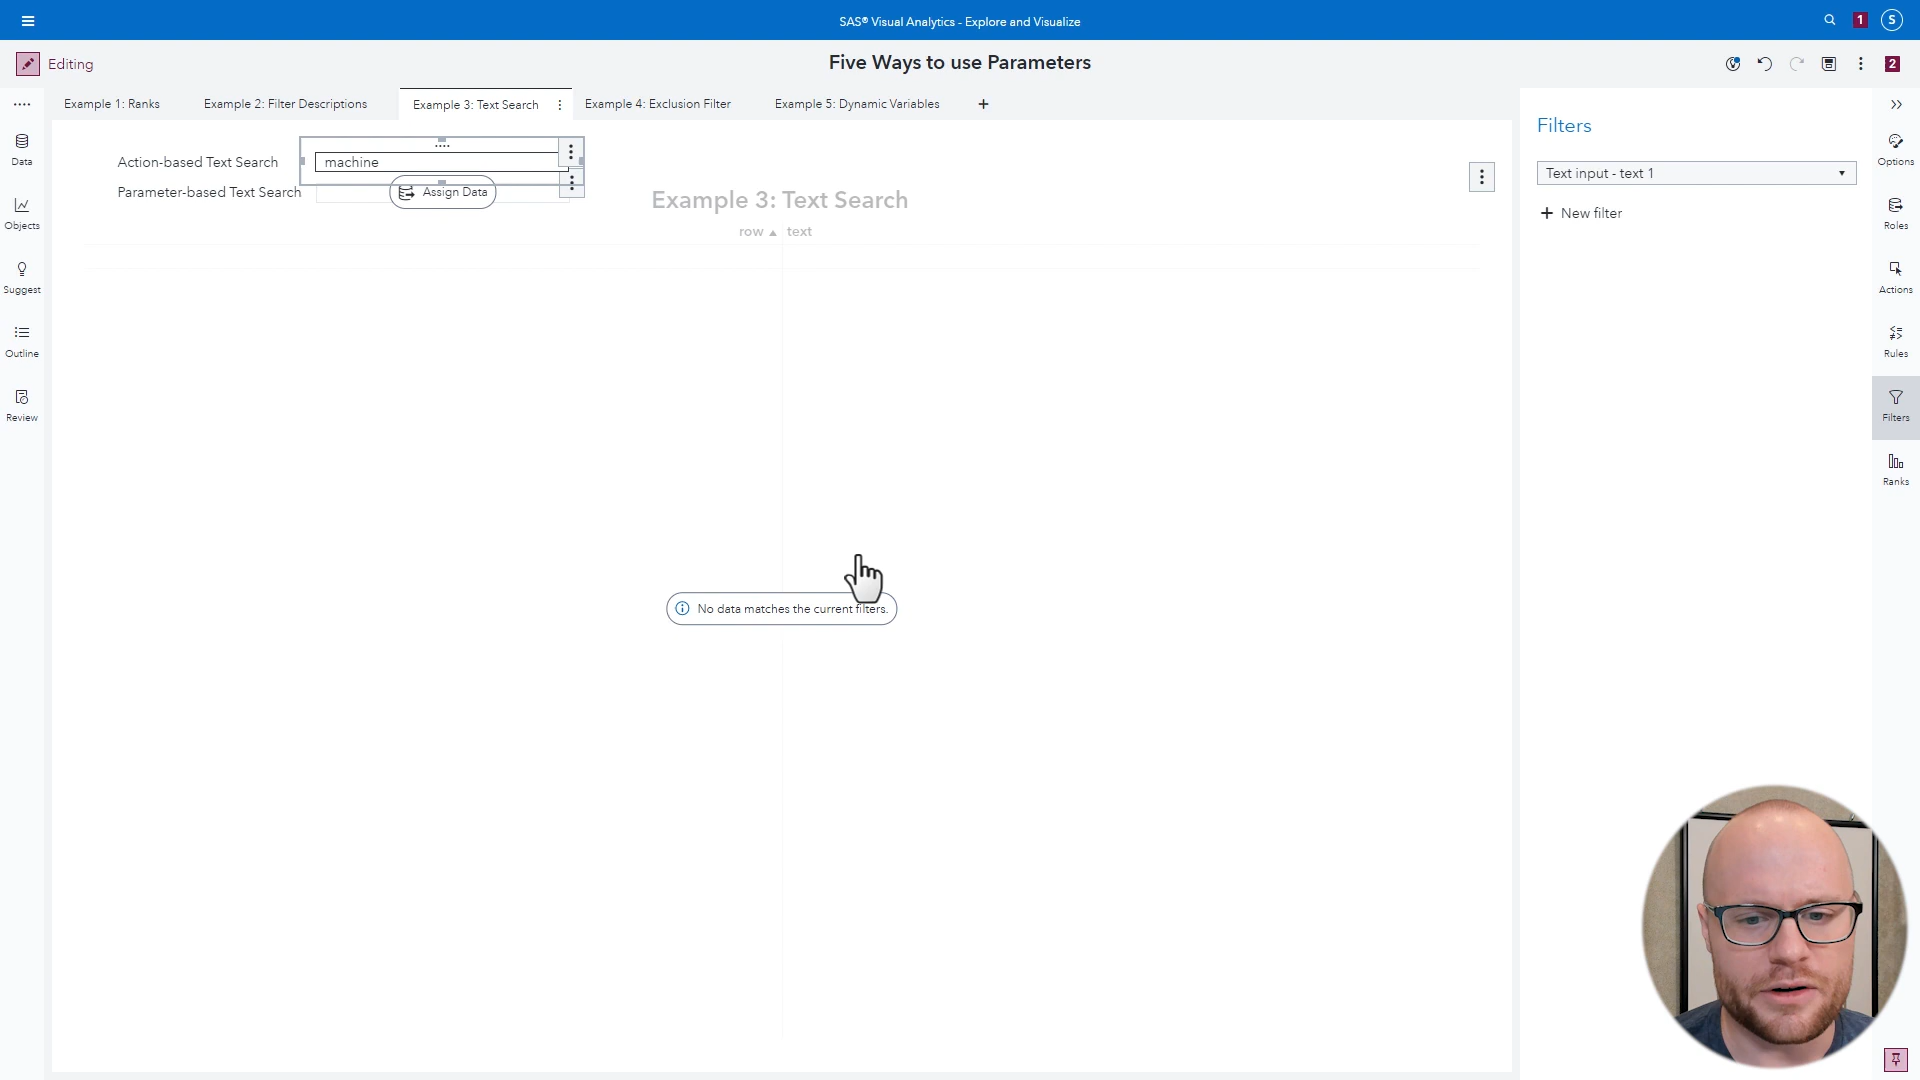 SAS® Visual Analytics - Explore and Visualize
1
S
Editing
Five Ways to use Parameters
2
Example 1: Ranks
Example 2: Filter Descriptions
Example 3: Text Search
Example 4: Exclusion Filter
Example 5: Dynamic Variables
Data
Objects
Suggest
Outline
Review
Action-based Text Search
machine
Parameter-based Text Search
Assign Data
Example 3: Text Search
row
text
No data matches the current filters.
Filters
Text input - text 1
New filter
Options
Roles
Actions
Rules
Filters
Ranks